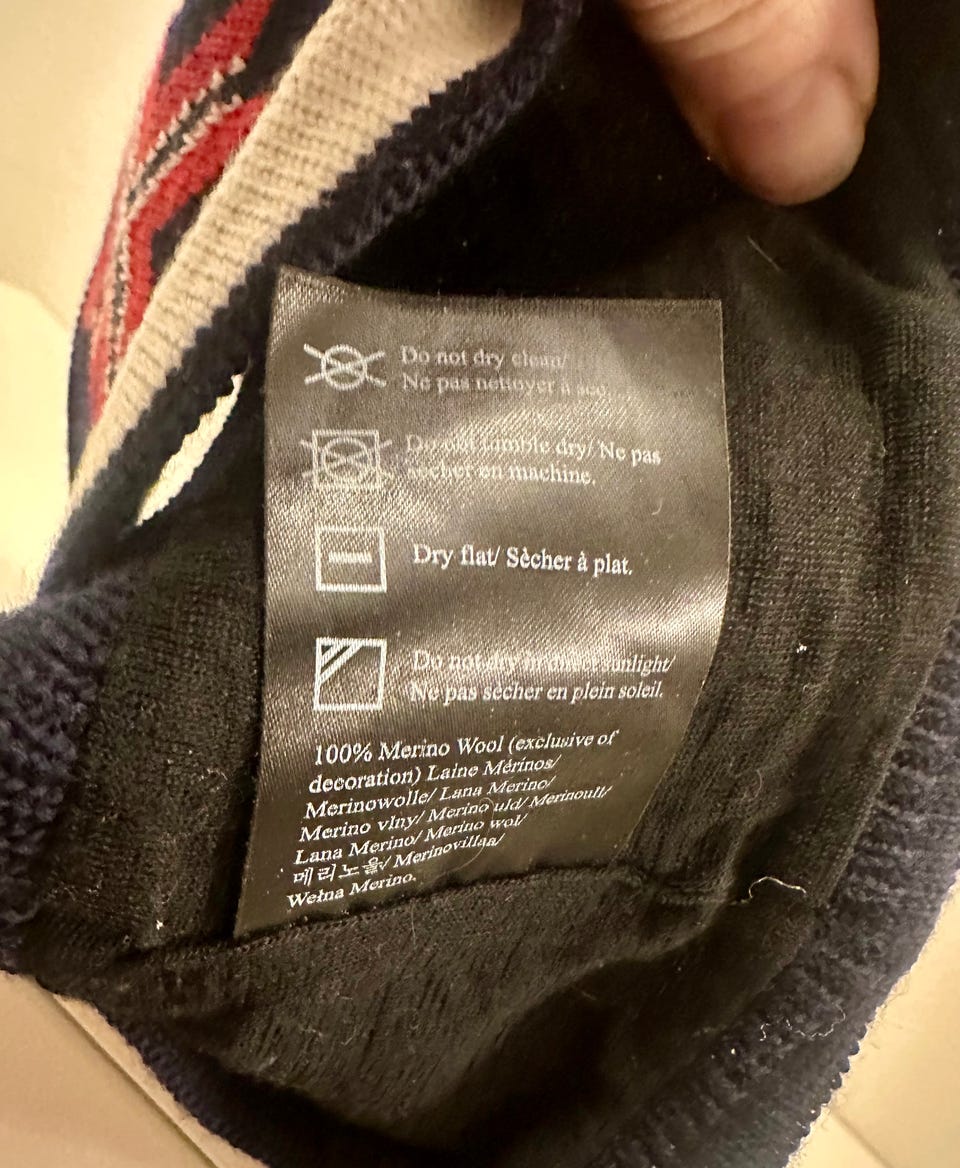 Do not dry clean/
Ne pas nettoyer à sec.
Do not tumble dry/ Ne pas
sècher en machine.
Dry flat/ Sècher à plat.
Do not dry in direct sunlight/
Ne pas sècher en plein soleil.
100% Merino Wool (exclusive of
decoration) Laine Mérinos/
Merinowolle/ Lana Merino/
Merino vlny/ Merino uld/ Merinoull/
Lana Merino/ Merino wol/
메리노울/ Merinovillaa/
Wełna Merino.